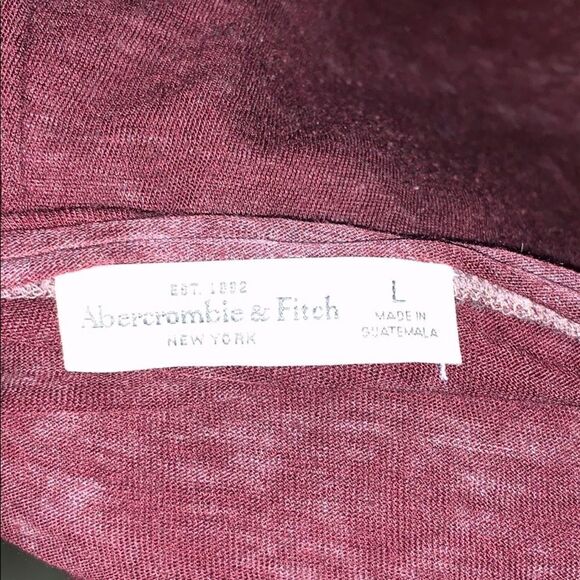 EST. 1892
Abercrombie & Fitch
NEW YORK
L
MADE IN
GUATEMALA